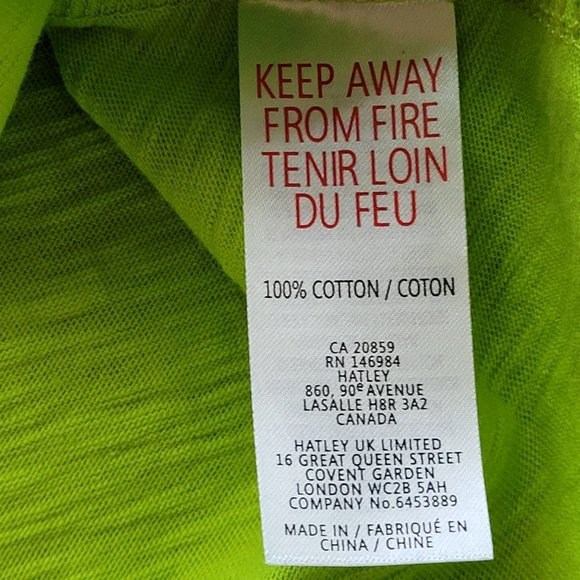 KEEP AWAY
FROM FIRE
TENIR LOIN
DU FEU
100% COTTON / COTON
CA 20859
RN 146984
HATLEY
860, 90e AVENUE
LASALLE H8R 3A2
CANADA
HATLEY UK LIMITED
16 GREAT QUEEN STREET
COVENT GARDEN
LONDON WC2B 5AH
COMPANY No.6453889
MADE IN / FABRIQUÉ EN
CHINA / CHINE